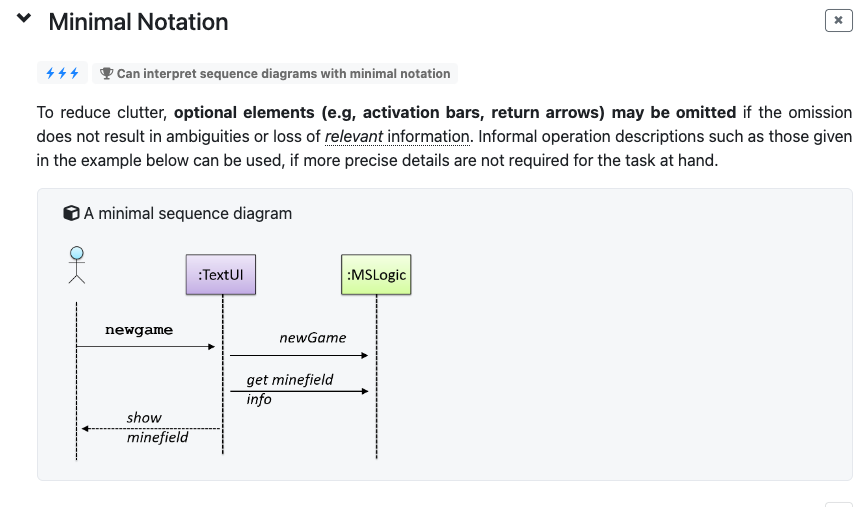 Minimal Notation
Can interpret sequence diagrams with minimal notation
To reduce clutter, optional elements (e.g, activation bars, return arrows) may be omitted if the omission
does not result in ambiguities or loss of relevant information. Informal operation descriptions such as those given
in the example below can be used, if more precise details are not required for the task at hand.
A minimal sequence diagram
:TextUI
:MSLogic
newgame
newGame
get minefield
info
show
minefield